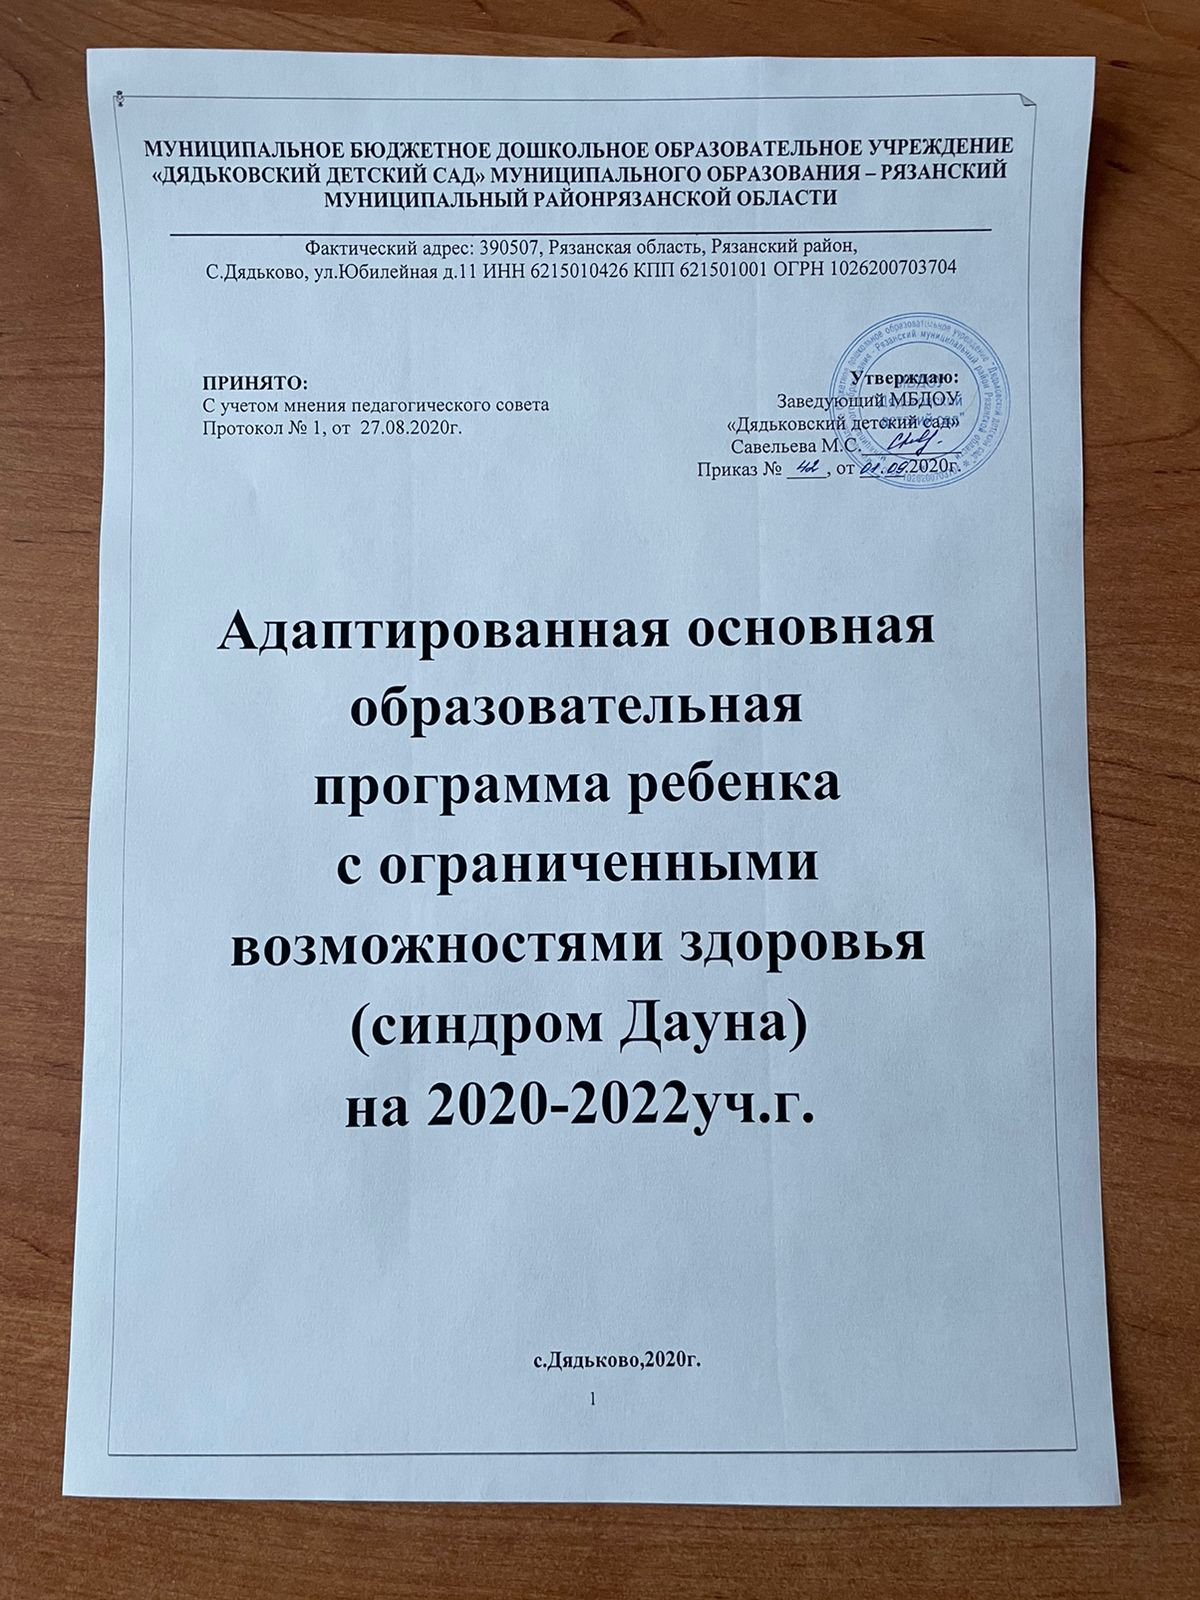 МУНИЦИПАЛЬНОЕ БЮДЖЕТНОЕ ДОШКОЛЬНОЕ ОБРАЗОВАТЕЛЬНОЕ УЧРЕЖДЕНИЕ
«ДЯДЬКОВСКИЙ ДЕТСКИЙ САД» МУНИЦИПАЛЬНОГО ОБРАЗОВАНИЯ – РЯЗАНСКИЙ
МУНИЦИПАЛЬНЫЙ РАЙОНРЯЗАНСКОЙ ОБЛАСТИ
Фактический адрес: 390507, Рязанская область, Рязанский район,
С.Дядьково, ул.Юбилейная д.11 ИНН 6215010426 КПП 621501001 ОГРН 1026200703704
ПРИНЯТО:
С учетом мнения педагогического совета
Протокол № 1, от 27.08.2020г.
Утверждаю:
Заведующий МБДОУ
«Дядьковский детский сад»
Савельева М.С.
Приказ № 42, от 01.09.2020г.
Адаптированная основная
образовательная
программа ребенка
с ограниченными
возможностями здоровья
(синдром Дауна)
на 2020-2022уч.г.
с.Дядьково,2020г.
1